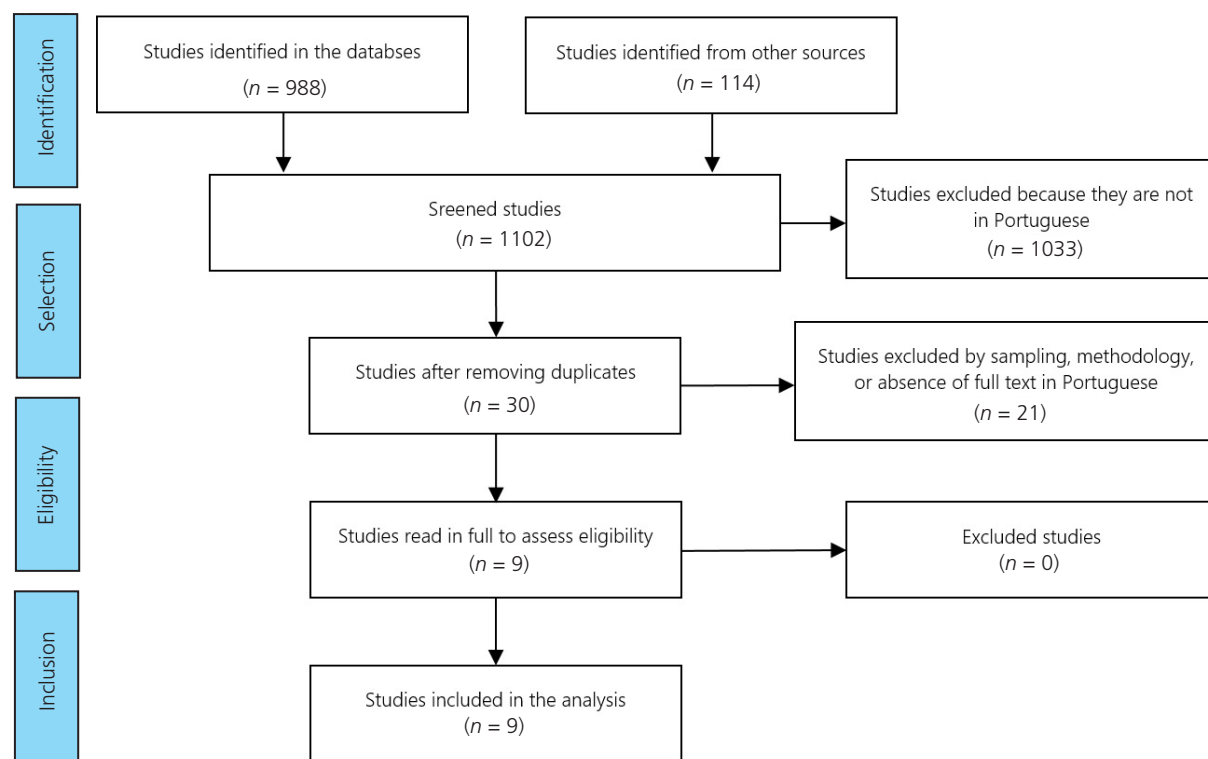 Identification
Studies identified in the databses
(n = 988)
Studies identified from other sources
(n = 114)
Selection
Sreened studies
(n = 1102)
Studies excluded because they are not
in Portuguese
(n = 1033)
Studies after removing duplicates
(n = 30)
Studies excluded by sampling, methodology,
or absence of full text in Portuguese
(n = 21)
Eligibility
Studies read in full to assess eligibility
(n = 9)
Excluded studies
(n = 0)
Inclusion
Studies included in the analysis
(n = 9)